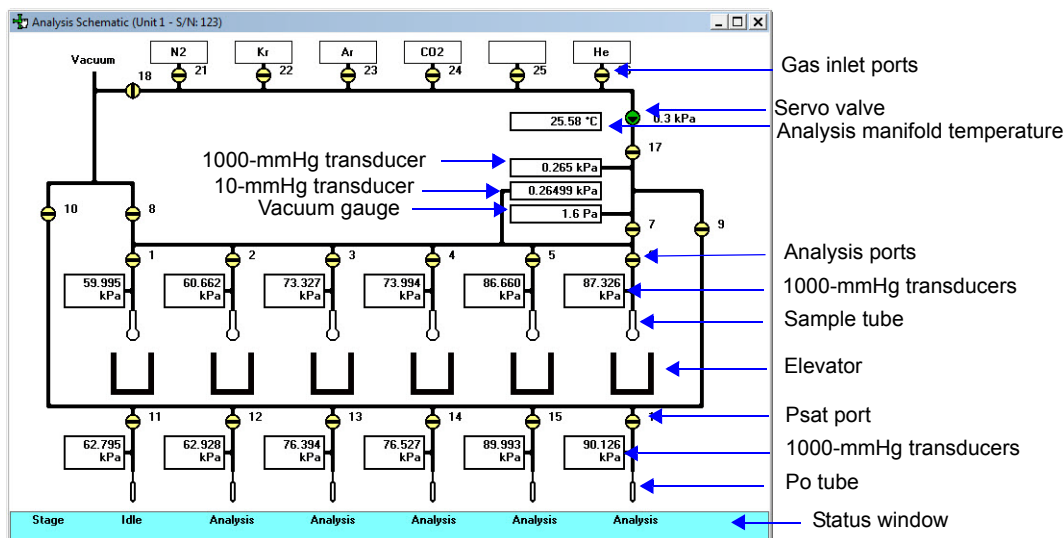 Analysis Schematic (Unit 1 - S/N: 123)
N2 Kr Ar CO2 He
Vacuum
18 21 22 23 24 25
Gas inlet ports
Servo valve
0.3 kPa
25.58 °C
Analysis manifold temperature
17
1000-mmHg transducer
0.265 kPa
10-mmHg transducer
0.26499 kPa
Vacuum gauge
1.6 Pa
10 8 7 9
1 2 3 4 5
Analysis ports
59.995 kPa
60.662 kPa
73.327 kPa
73.994 kPa
86.660 kPa
87.326 kPa
1000-mmHg transducers
Sample tube
Elevator
11 12 13 14 15
Psat port
62.795 kPa
62.928 kPa
76.394 kPa
76.527 kPa
89.993 kPa
90.126 kPa
1000-mmHg transducers
Po tube
Stage Idle Analysis Analysis Analysis Analysis Analysis
Status window